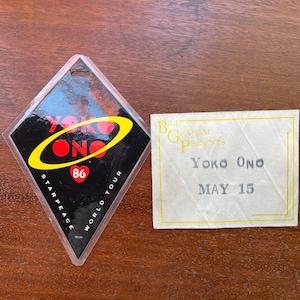 YOKO
ONO
86
STARPEACE WORLD TOUR
BILL
GRAHAM
PRESENTS
YOKO ONO
MAY 15